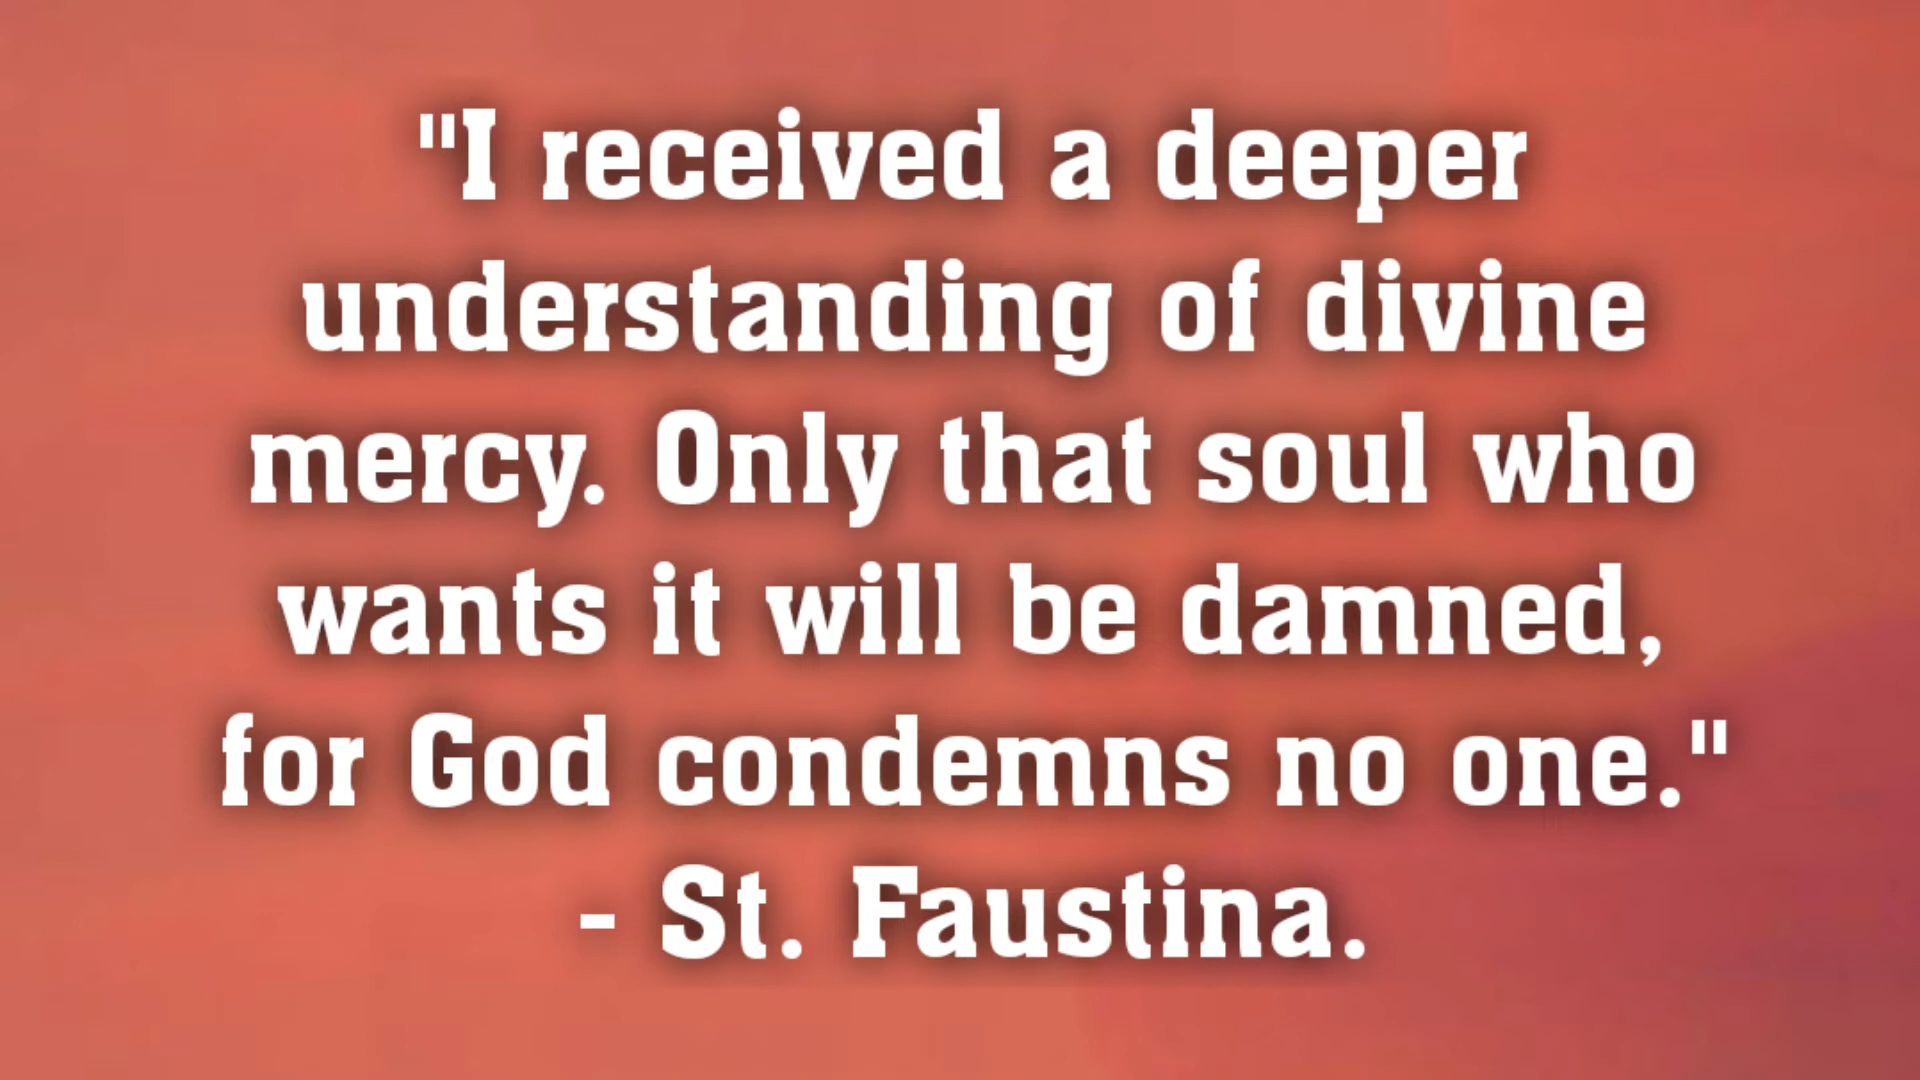 "I received a deeper
understanding of divine
mercy. Only that soul who
wants it will be damned,
for God condemns no one."
- St. Faustina.